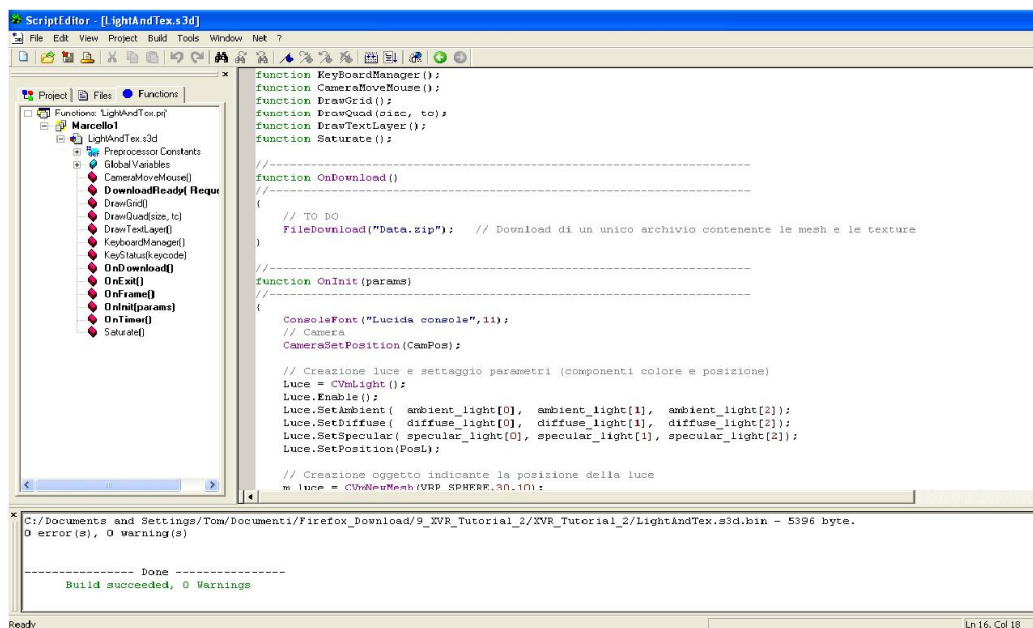 ScriptEditor - [LightAndTex.s3d]
File Edit View Project Build Tools Window Net ?
Project Files Functions
Functions: 'LightAndTex.prj'
Marcello1
LightAndTex.s3d
Preprocessor Constants
Global Variables
CameraMoveMouse()
DownloadReady( Reque
DrawGrid()
DrawQuad(size, tc)
DrawTextLayer()
KeyboardManager()
KeyStatus(keycode)
OnDownload()
OnExit()
OnFrame()
OnInit(params)
OnTimer()
Saturate()
function KeyBoardManager();
function CameraMoveMouse();
function DrawGrid();
function DrawQuad(size, tc);
function DrawTextLayer();
function Saturate();
//-----------------------------------------------------------------------
function OnDownload()
//-----------------------------------------------------------------------
{
// TO DO
FileDownload("Data.zip"); // Download di un unico archivio contenente le mesh e le texture
}
//-----------------------------------------------------------------------
function OnInit(params)
//-----------------------------------------------------------------------
{
ConsoleFont("Lucida console",11);
// Camera
CameraSetPosition(CamPos);
// Creazione luce e settaggio parametri (componenti colore e posizione)
Luce = CVmLight();
Luce.Enable();
Luce.SetAmbient( ambient_light[0], ambient_light[1], ambient_light[2]);
Luce.SetDiffuse( diffuse_light[0], diffuse_light[1], diffuse_light[2]);
Luce.SetSpecular( specular_light[0], specular_light[1], specular_light[2]);
Luce.SetPosition(PosL);
// Creazione oggetto indicante la posizione della luce
m_luce = CVmNewMesh(VRP_SPHERE,30,10);
C:/Documents and Settings/Tom/Documenti/Firefox_Download/9_XVR_Tutorial_2/XVR_Tutorial_2/LightAndTex.s3d.bin - 5396 byte.
0 error(s), 0 warning(s)
---------------- Done ----------------
Build succeeded, 0 Warnings
Ready
Ln 16, Col 18